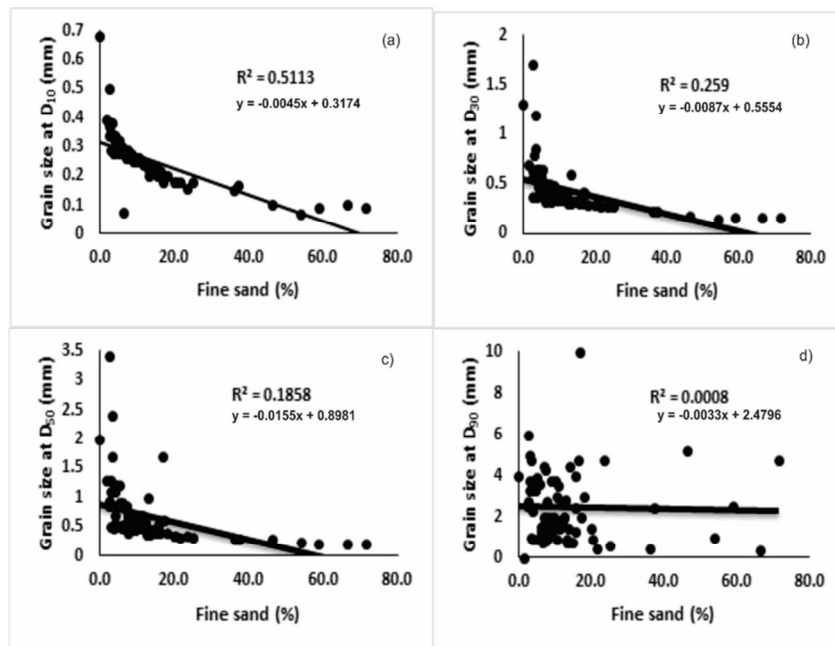 (a)
R² = 0.5113
y = -0.0045x + 0.3174
Grain size at D₁₀ (mm)
0.7
0.6
0.5
0.4
0.3
0.2
0.1
0
0.0 20.0 40.0 60.0 80.0
Fine sand (%)
(b)
R² = 0.259
y = -0.0087x + 0.5554
Grain size at D₃₀ (mm)
2
1.5
1
0.5
0
0.0 20.0 40.0 60.0 80.0
Fine sand (%)
c)
R² = 0.1858
y = -0.0155x + 0.8981
Grain size at D₅₀ (mm)
3.5
3
2.5
2
1.5
1
0.5
0
0.0 20.0 40.0 60.0 80.0
Fine sand (%)
d)
R² = 0.0008
y = -0.0033x + 2.4796
Grain size at D₉₀ (mm)
10
8
6
4
2
0
0.0 20.0 40.0 60.0 80.0
Fine sand (%)